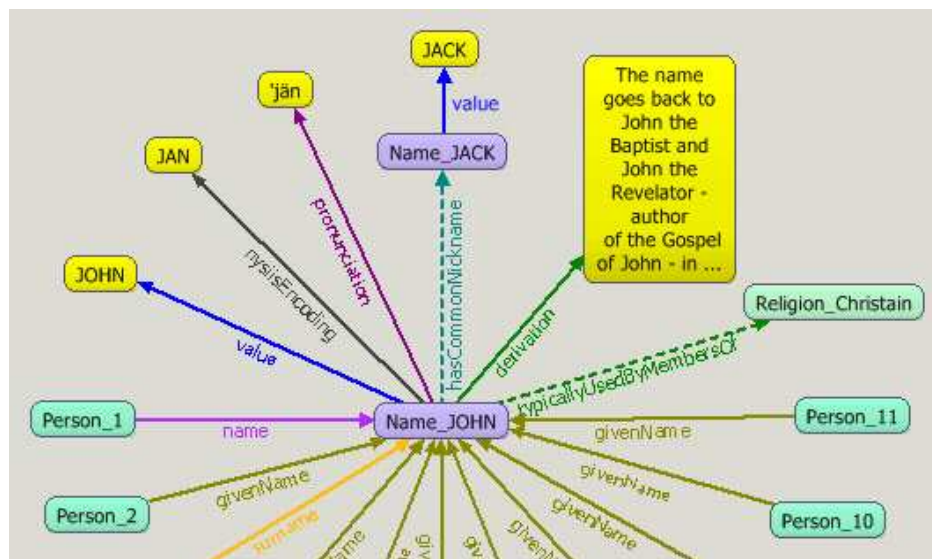 JACK
'jän
value
The name
goes back to
John the
Baptist and
John the
Revelator -
author
of the Gospel
of John - in ...
JAN
Name_JACK
pronunciation
JOHN
nysiisEncoding
hasCommonNickname
derivation
Religion_Christain
value
typicallyUsedByMembersOf
Person_1
name
Name_JOHN
givenName
Person_11
givenName
givenName
Person_2
surname
givenName
givenName
Person_10